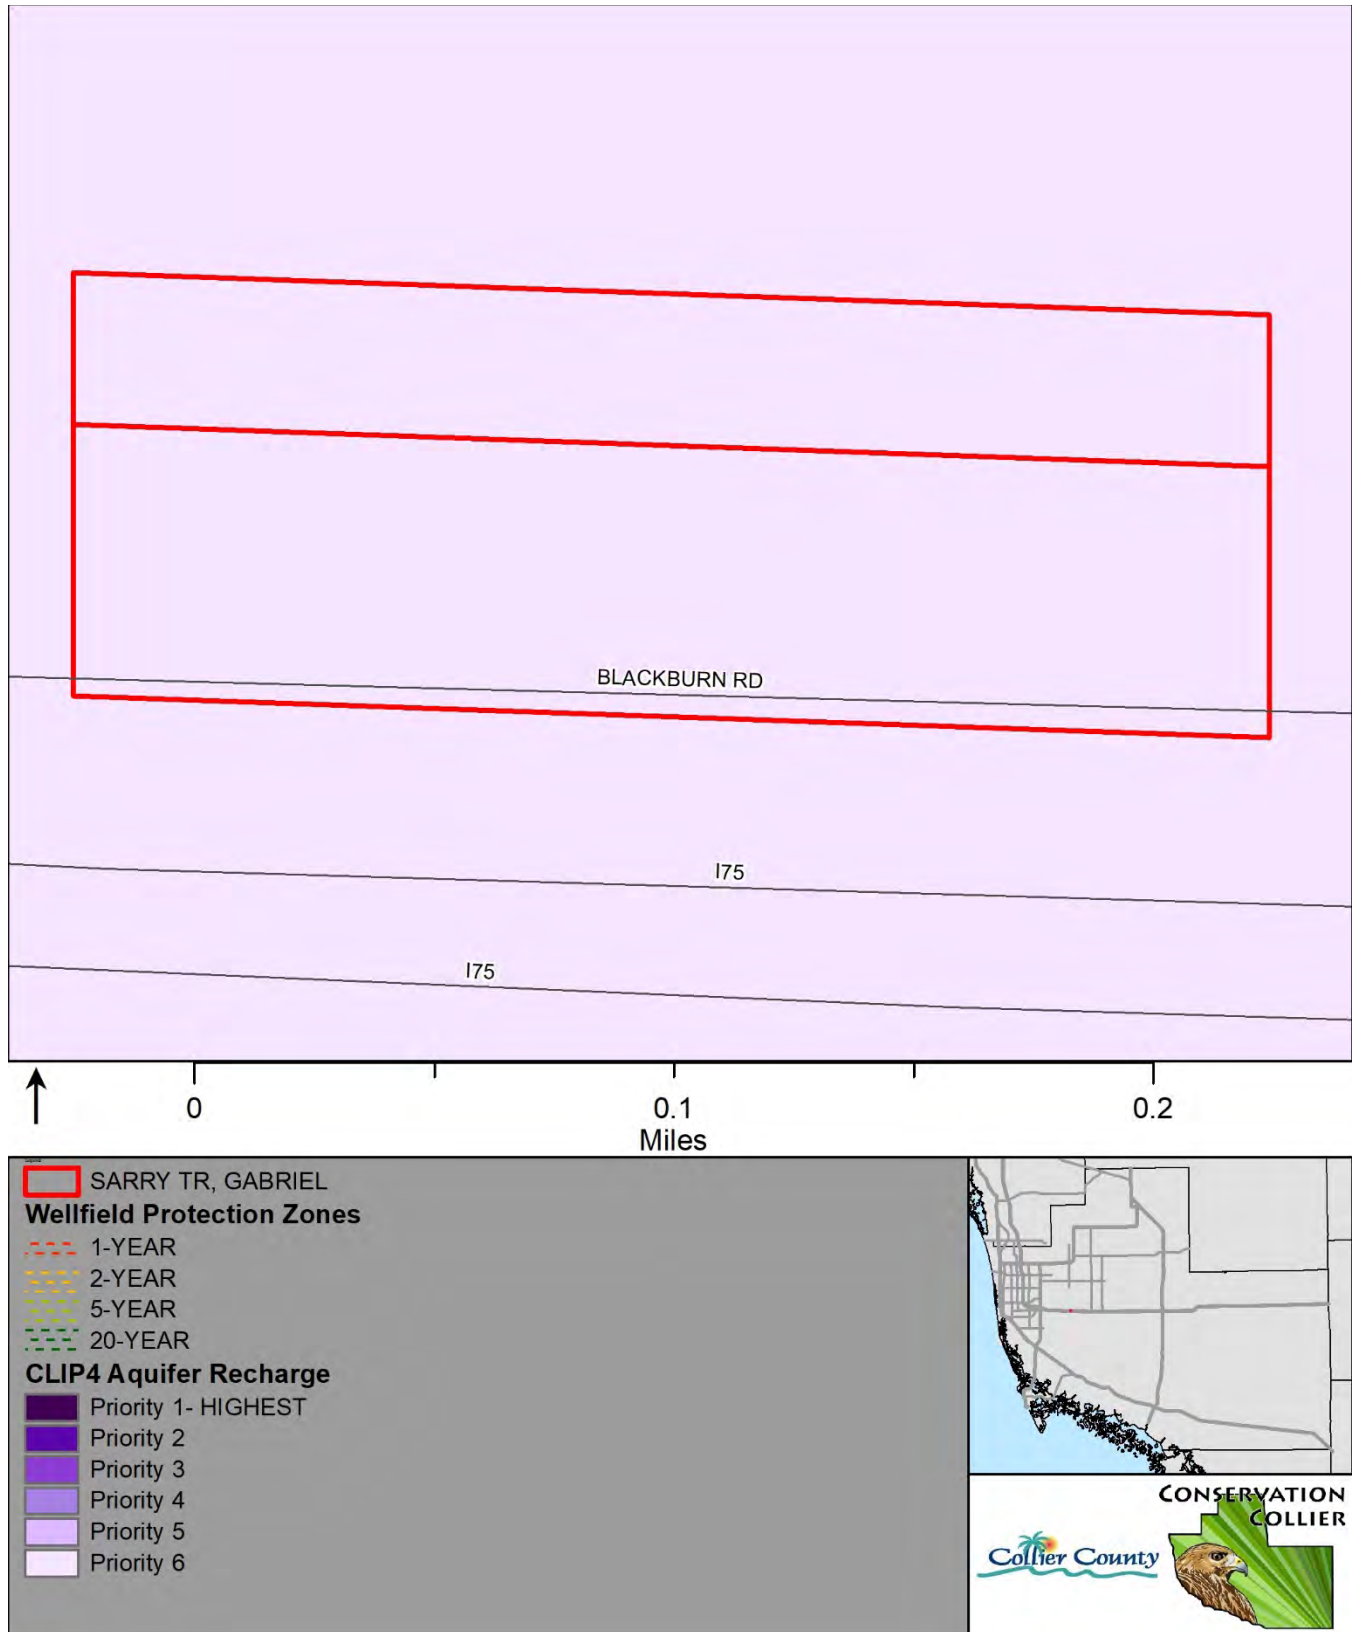 BLACKBURN RD
I75
I75
0 0.1 0.2
Miles
SARRY TR, GABRIEL
Wellfield Protection Zones
1-YEAR
2-YEAR
5-YEAR
20-YEAR
CLIP4 Aquifer Recharge
Priority 1- HIGHEST
Priority 2
Priority 3
Priority 4
Priority 5
Priority 6
CONSERVATION
COLLIER
Collier County